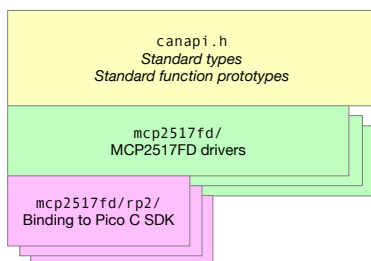 canapi.h
Standard types
Standard function prototypes
mcp2517fd/
MCP2517FD drivers
mcp2517fd/rp2/
Binding to Pico C SDK